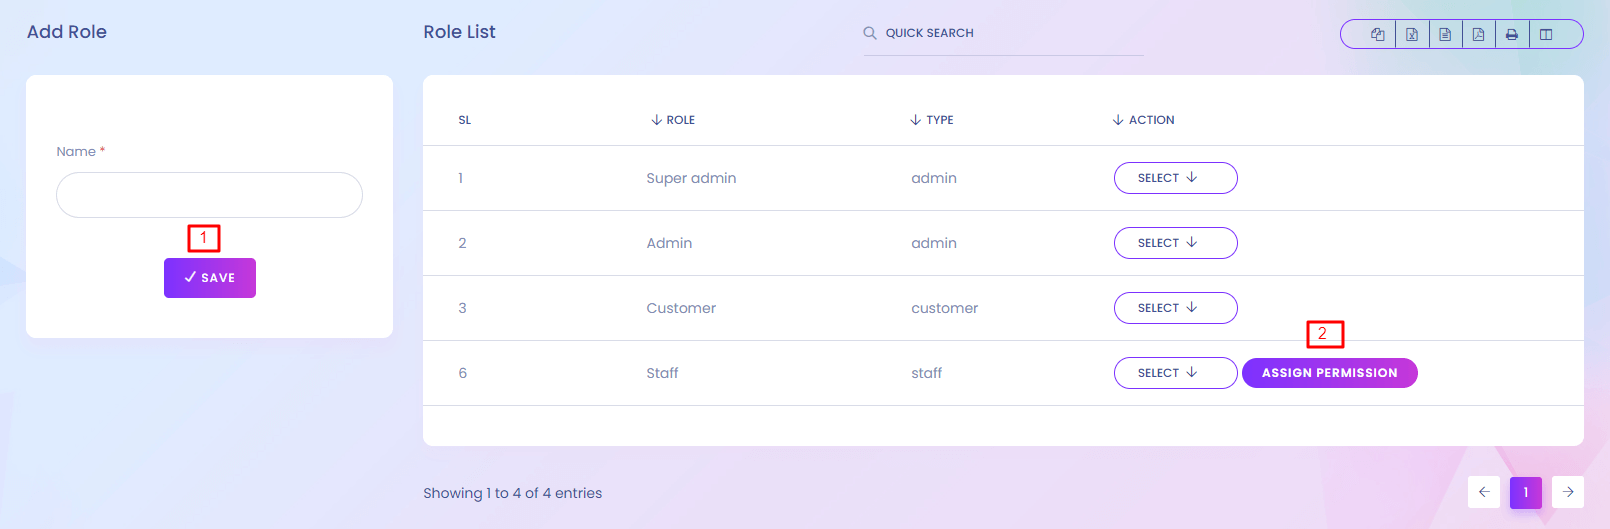 Add Role
Role List
QUICK SEARCH
SL ROLE TYPE ACTION
Name *
1 Super admin admin SELECT
1
2 Admin admin SELECT
SAVE
3 Customer customer SELECT
2
6 Staff staff SELECT ASSIGN PERMISSION
Showing 1 to 4 of 4 entries
1